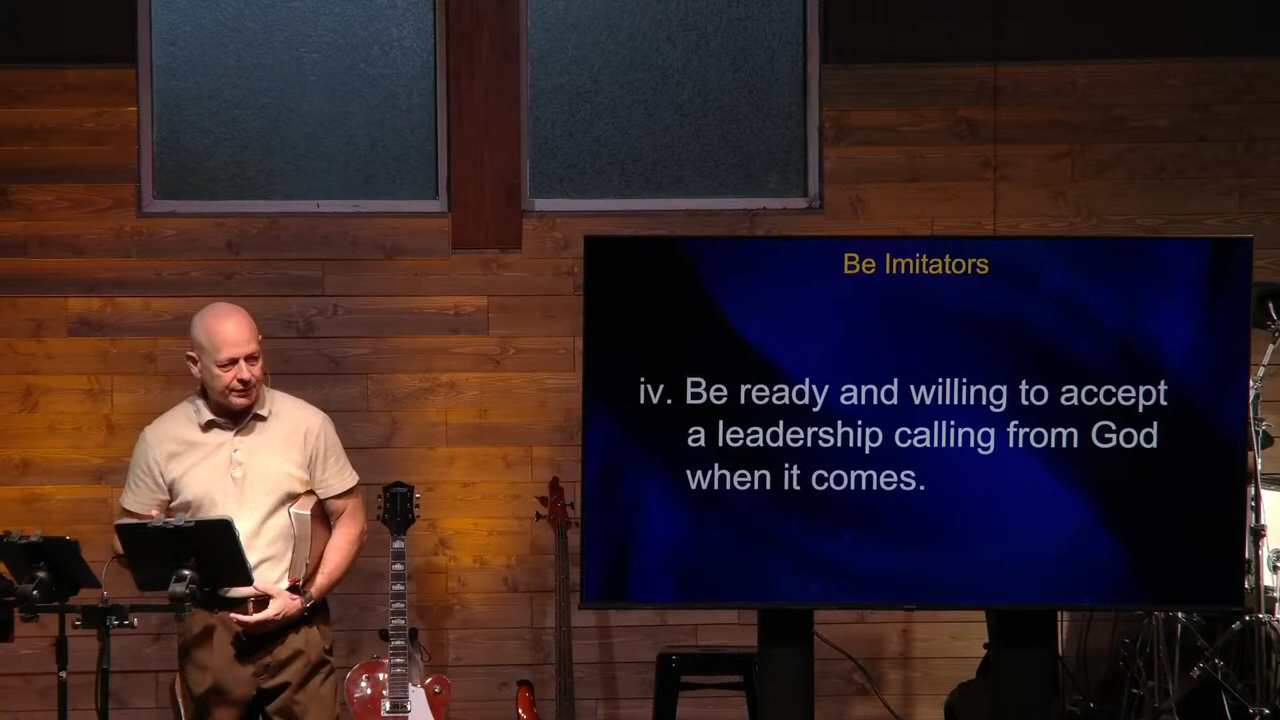 Be Imitators
iv. Be ready and willing to accept
a leadership calling from God
when it comes.